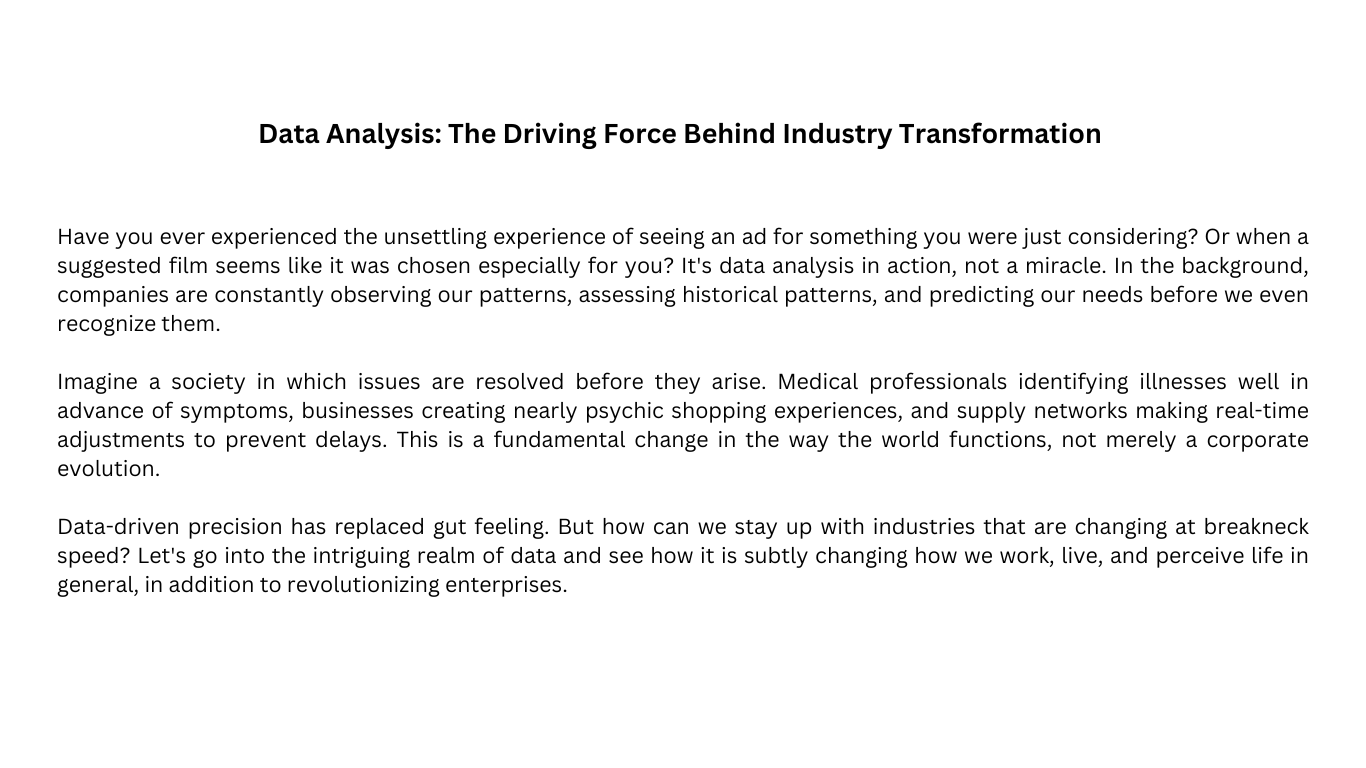 Data Analysis: The Driving Force Behind Industry Transformation
Have you ever experienced the unsettling experience of seeing an ad for something you were just considering? Or when a
suggested film seems like it was chosen especially for you? It's data analysis in action, not a miracle. In the background,
companies are constantly observing our patterns, assessing historical patterns, and predicting our needs before we even
recognize them.
Imagine a society in which issues are resolved before they arise. Medical professionals identifying illnesses well in
advance of symptoms, businesses creating nearly psychic shopping experiences, and supply networks making real-time
adjustments to prevent delays. This is a fundamental change in the way the world functions, not merely a corporate
evolution.
Data-driven precision has replaced gut feeling. But how can we stay up with industries that are changing at breakneck
speed? Let's go into the intriguing realm of data and see how it is subtly changing how we work, live, and perceive life in
general, in addition to revolutionizing enterprises.